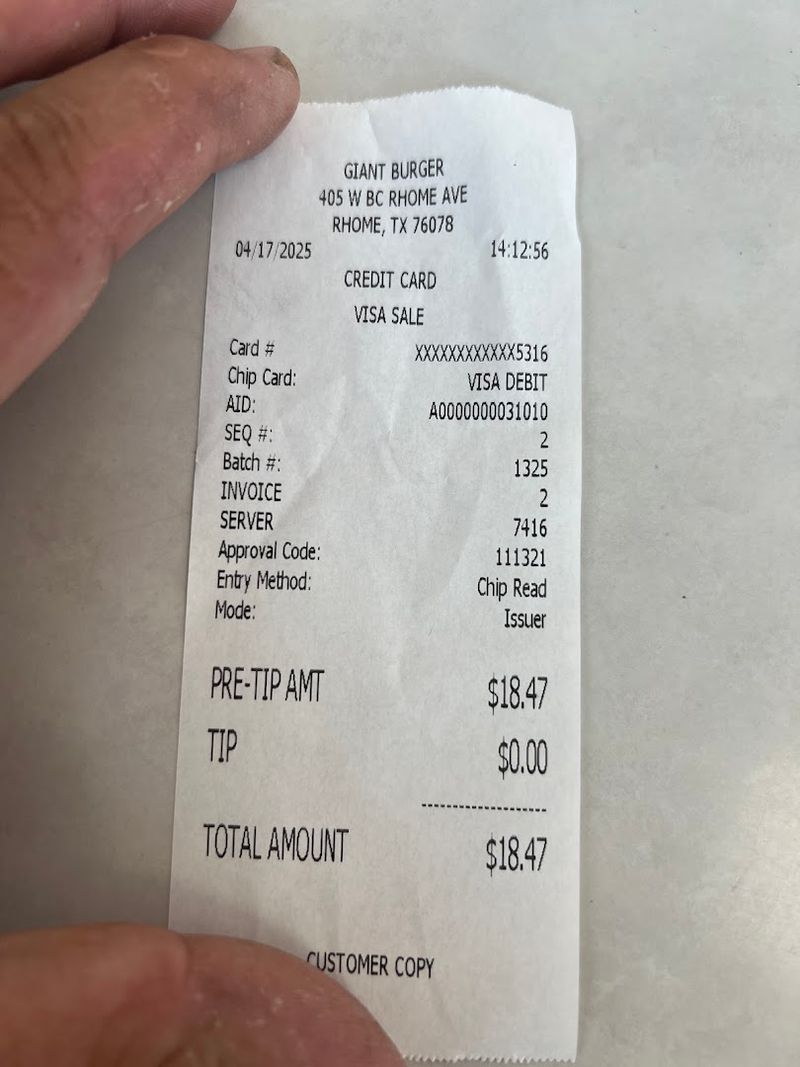 GIANT BURGER
405 W BC RHOME AVE
RHOME, TX 76078
04/17/2025 14:12:56
CREDIT CARD
VISA SALE
Card # XXXXXXXXXXXX5316
Chip Card: VISA DEBIT
AID: A0000000031010
SEQ #: 2
Batch #: 1325
INVOICE 2
SERVER 7416
Approval Code: 111321
Entry Method: Chip Read
Mode: Issuer
PRE-TIP AMT $18.47
TIP $0.00
--------------------
TOTAL AMOUNT $18.47
CUSTOMER COPY